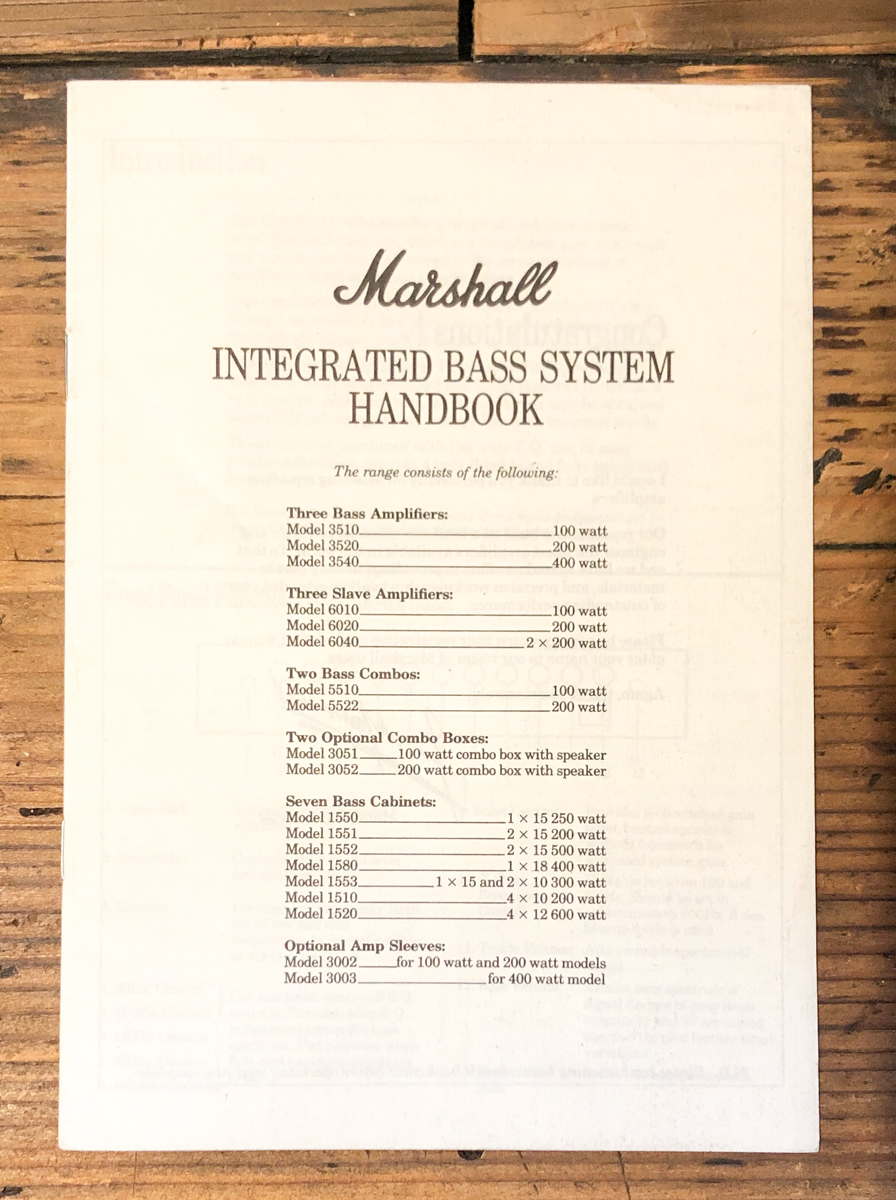 Marshall
INTEGRATED BASS SYSTEM
HANDBOOK
The range consists of the following:
Three Bass Amplifiers:
Model 3510 100 watt
Model 3520 200 watt
Model 3540 400 watt
Three Slave Amplifiers:
Model 6010 100 watt
Model 6020 200 watt
Model 6040 2 × 200 watt
Two Bass Combos:
Model 5510 100 watt
Model 5522 200 watt
Two Optional Combo Boxes:
Model 3051 100 watt combo box with speaker
Model 3052 200 watt combo box with speaker
Seven Bass Cabinets:
Model 1550 1 × 15 250 watt
Model 1551 2 × 15 200 watt
Model 1552 2 × 15 500 watt
Model 1580 1 × 18 400 watt
Model 1553 1 × 15 and 2 × 10 300 watt
Model 1510 4 × 10 200 watt
Model 1520 4 × 12 600 watt
Optional Amp Sleeves:
Model 3002 for 100 watt and 200 watt models
Model 3003 for 400 watt model